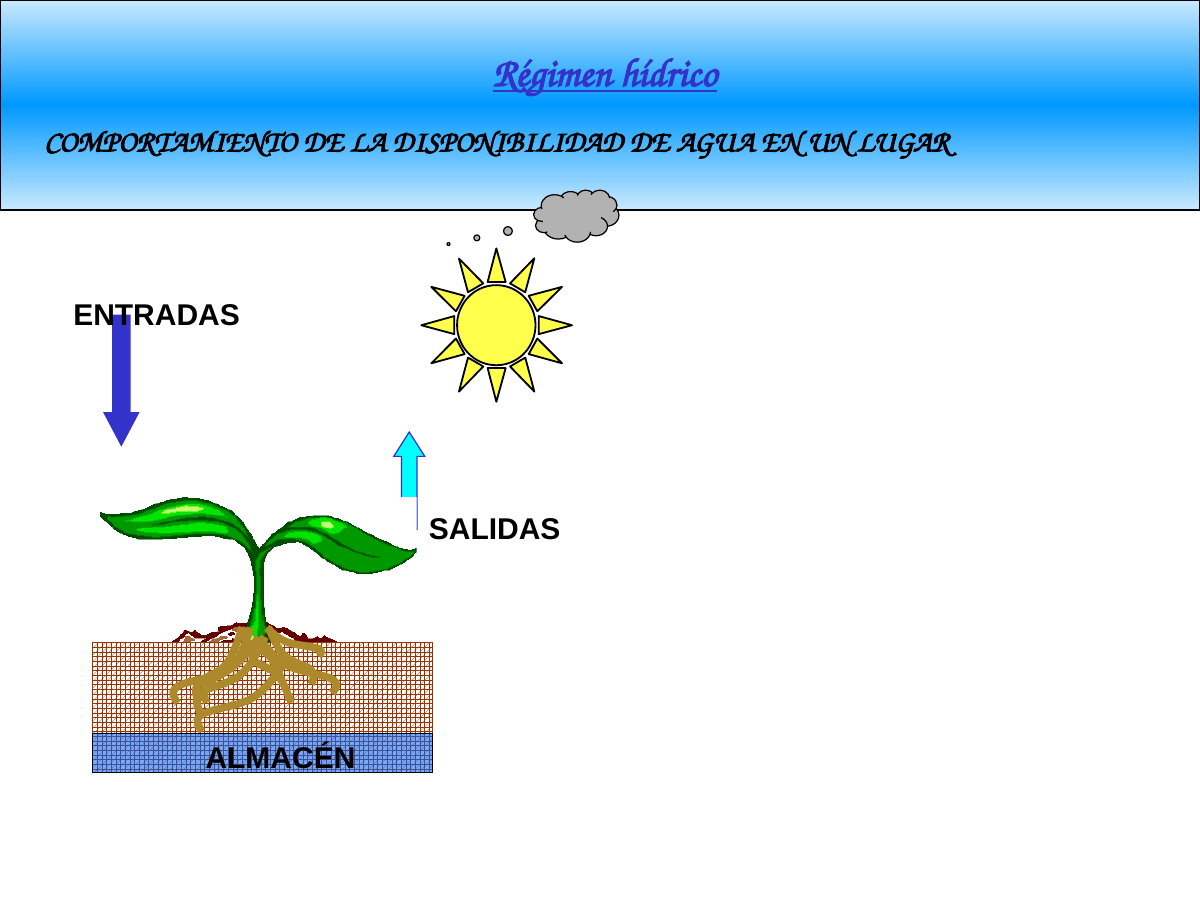 Régimen hídrico
COMPORTAMIENTO DE LA DISPONIBILIDAD DE AGUA EN UN LUGAR
ENTRADAS
SALIDAS
ALMACÉN